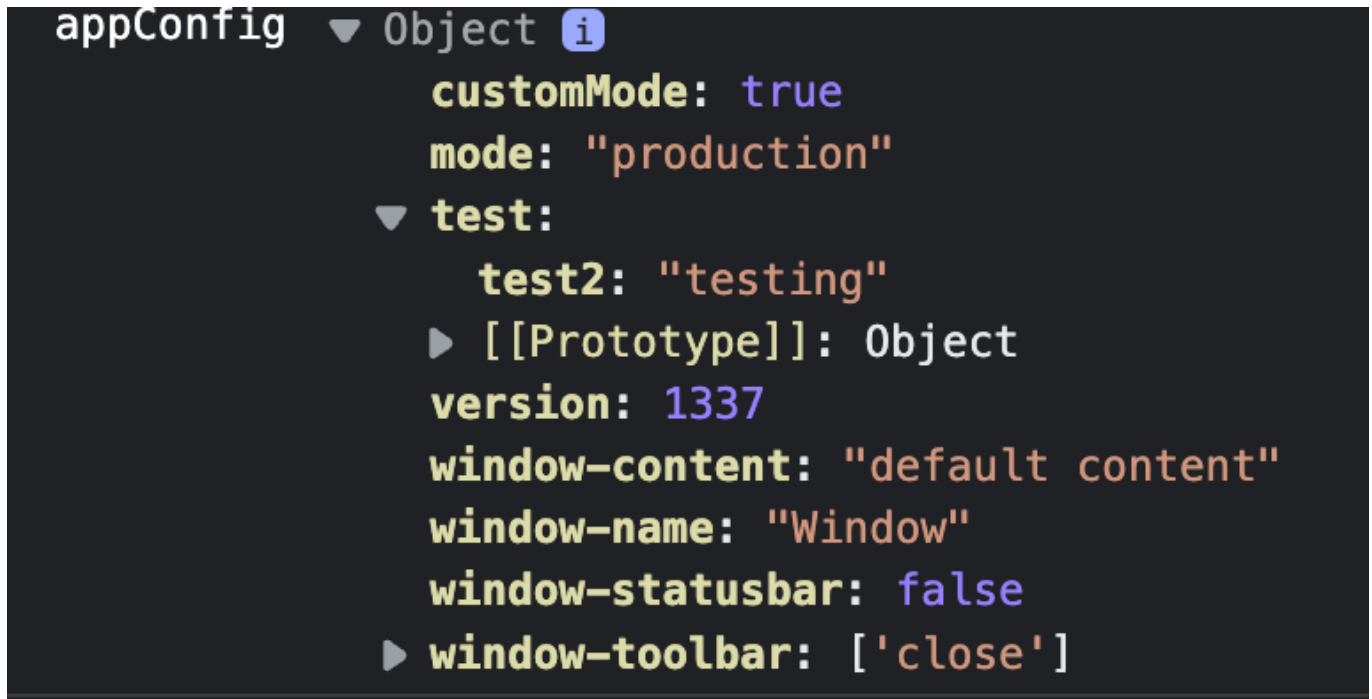 appConfig ▼ Object i
customMode: true
mode: "production"
▼ test:
test2: "testing"
▶ [[Prototype]]: Object
version: 1337
window-content: "default content"
window-name: "Window"
window-statusbar: false
▶ window-toolbar: ['close']